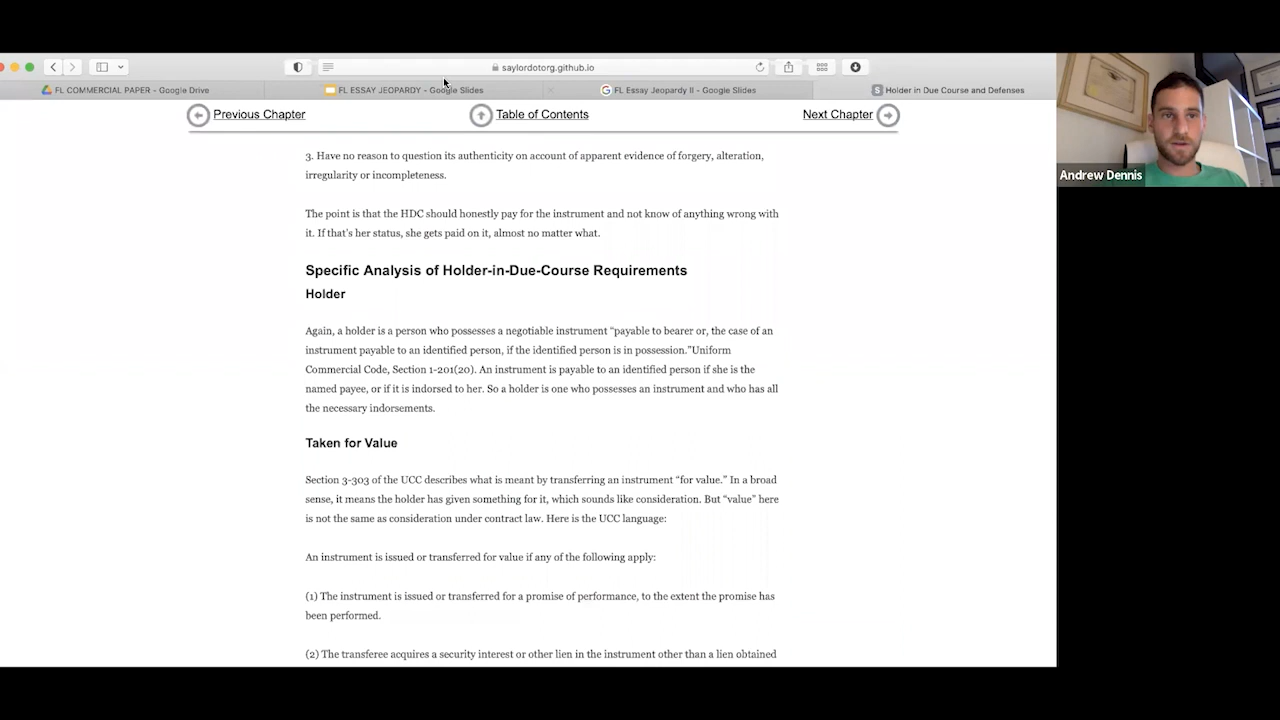 saylordotorg.github.io
FL COMMERCIAL PAPER - Google Drive
FL ESSAY JEOPARDY - Google Slides
FL Essay Jeopardy II - Google Slides
S Holder in Due Course and Defenses
Previous Chapter
Table of Contents
Next Chapter
Andrew Dennis
3. Have no reason to question its authenticity on account of apparent evidence of forgery, alteration,
irregularity or incompleteness.
The point is that the HDC should honestly pay for the instrument and not know of anything wrong with
it. If that's her status, she gets paid on it, almost no matter what.
Specific Analysis of Holder-in-Due-Course Requirements
Holder
Again, a holder is a person who possesses a negotiable instrument “payable to bearer or, the case of an
instrument payable to an identified person, if the identified person is in possession.”Uniform
Commercial Code, Section 1-201(20). An instrument is payable to an identified person if she is the
named payee, or if it is indorsed to her. So a holder is one who possesses an instrument and who has all
the necessary indorsements.
Taken for Value
Section 3-303 of the UCC describes what is meant by transferring an instrument “for value.” In a broad
sense, it means the holder has given something for it, which sounds like consideration. But “value” here
is not the same as consideration under contract law. Here is the UCC language:
An instrument is issued or transferred for value if any of the following apply:
(1) The instrument is issued or transferred for a promise of performance, to the extent the promise has
been performed.
(2) The transferee acquires a security interest or other lien in the instrument other than a lien obtained